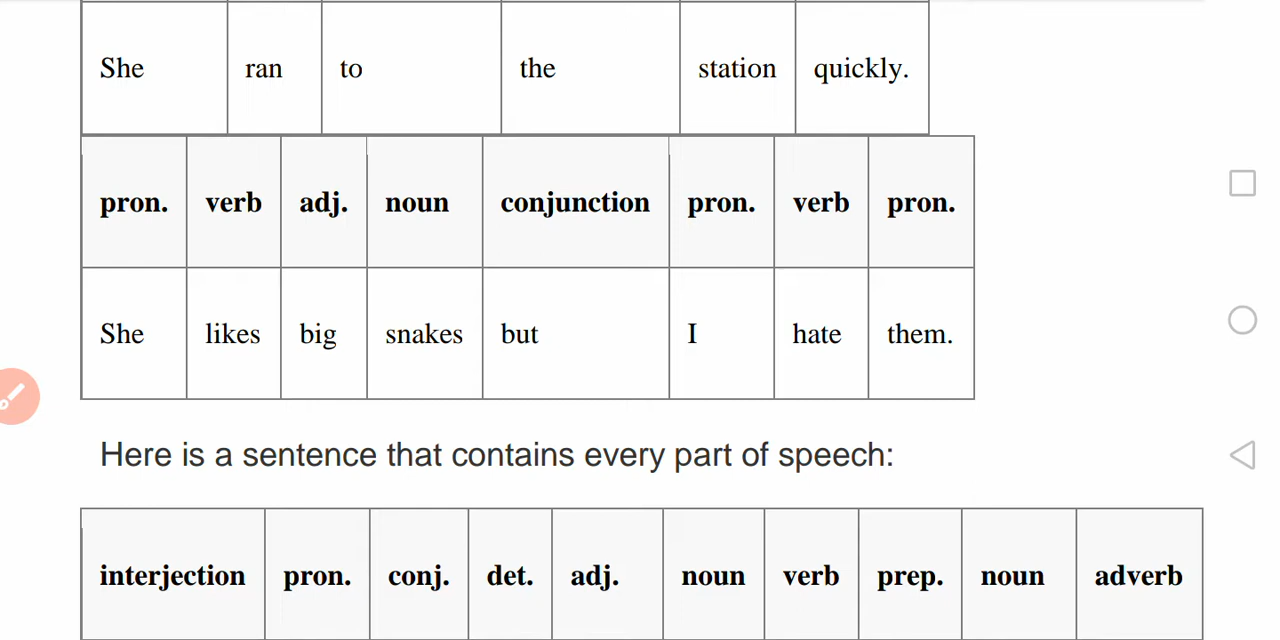 She ran to the station quickly.
pron. verb adj. noun conjunction pron. verb pron.
She likes big snakes but I hate them.
Here is a sentence that contains every part of speech:
interjection pron. conj. det. adj. noun verb prep. noun adverb